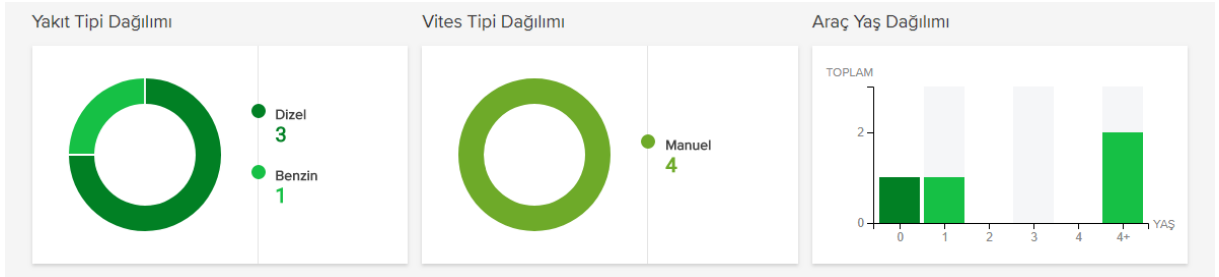 Yakıt Tipi Dağılımı
Dizel
3
Benzin
1
Vites Tipi Dağılımı
Manuel
4
Araç Yaş Dağılımı
TOPLAM
2
0
0 1 2 3 4 4+
YAŞ